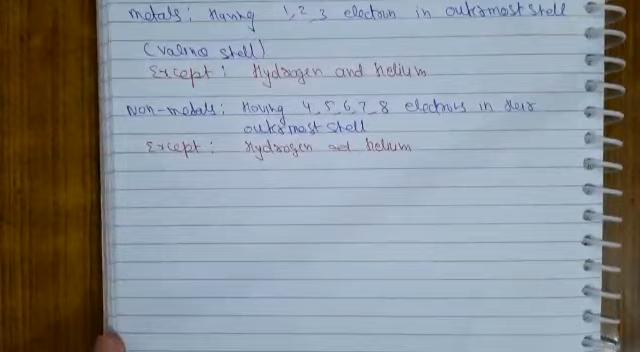 Metals: Having 1, 2, 3 electron in outermost shell
(Valence shell)
Except: Hydrogen and helium
Non-metals: Having 4, 5, 6, 7, 8 electrons in their
outermost shell
Except: Hydrogen and helium